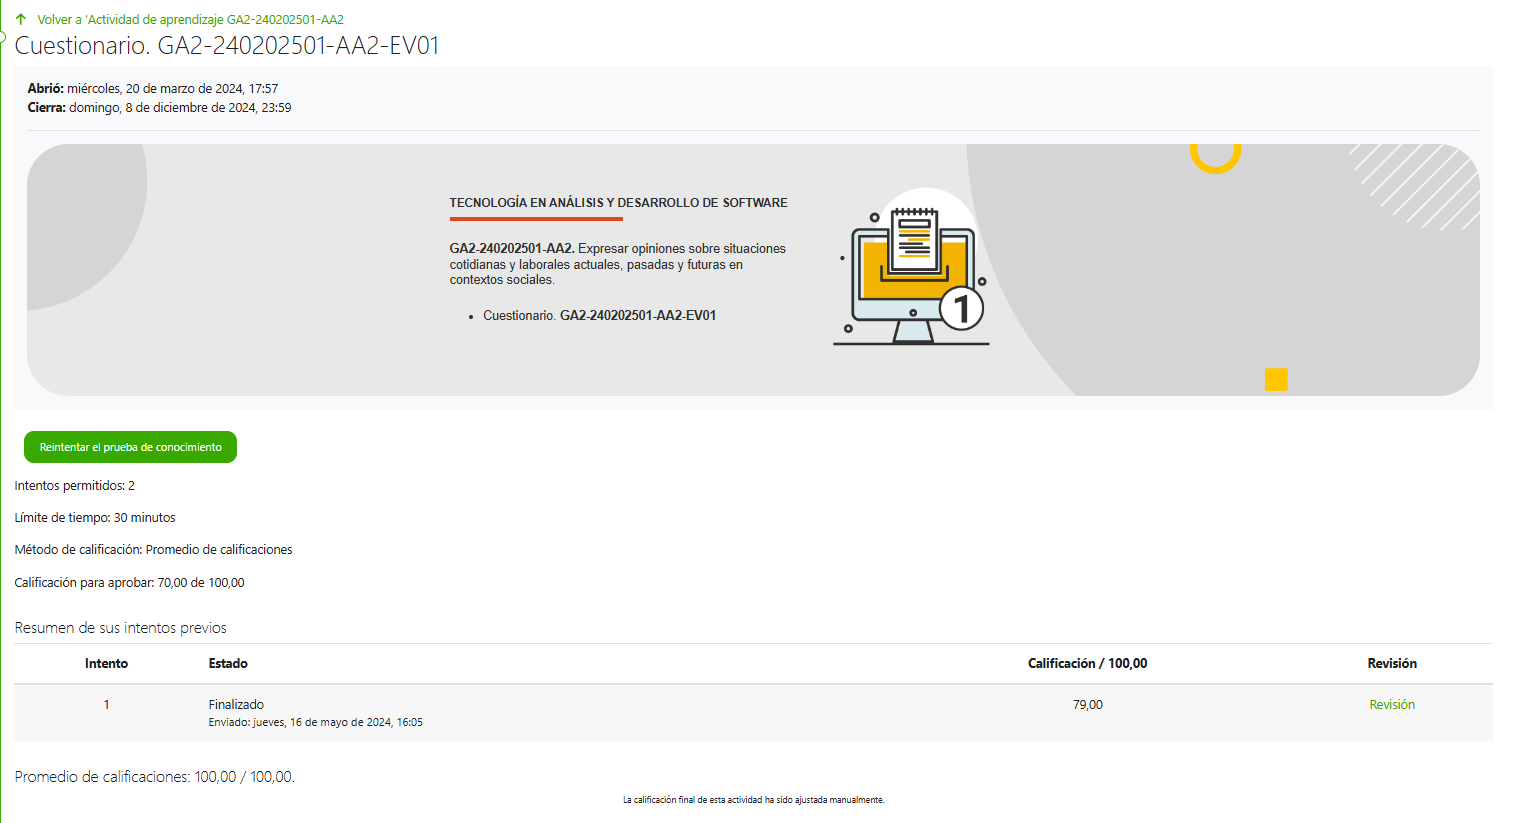 Volver a 'Actividad de aprendizaje GA2-240202501-AA2
Cuestionario. GA2-240202501-AA2-EV01
Abrió: miércoles, 20 de marzo de 2024, 17:57
Cierra: domingo, 8 de diciembre de 2024, 23:59
TECNOLOGÍA EN ANÁLISIS Y DESARROLLO DE SOFTWARE
GA2-240202501-AA2. Expresar opiniones sobre situaciones
cotidianas y laborales actuales, pasadas y futuras en
contextos sociales.
• Cuestionario. GA2-240202501-AA2-EV01
1
Reintentar el prueba de conocimiento
Intentos permitidos: 2
Límite de tiempo: 30 minutos
Método de calificación: Promedio de calificaciones
Calificación para aprobar: 70,00 de 100,00
Resumen de sus intentos previos
Intento Estado Calificación / 100,00 Revisión
1 Finalizado 79,00 Revisión
Enviado: jueves, 16 de mayo de 2024, 16:05
Promedio de calificaciones: 100,00 / 100,00.
La calificación final de esta actividad ha sido ajustada manualmente.